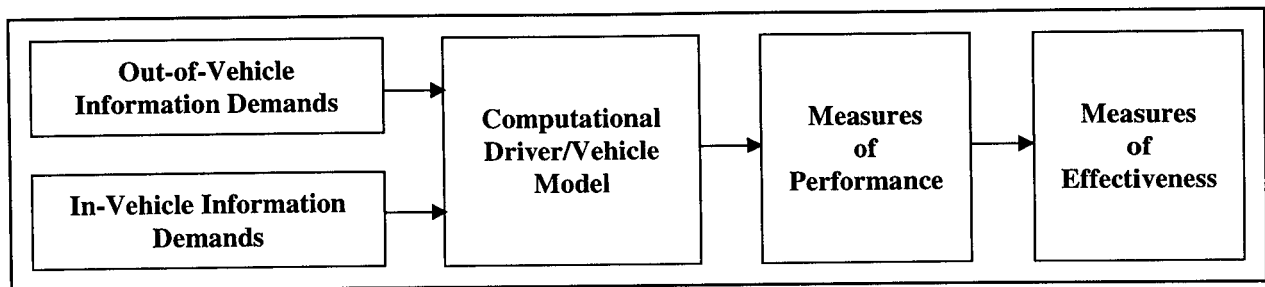 Out-of-Vehicle
Information Demands
In-Vehicle Information
Demands
Computational
Driver/Vehicle
Model
Measures
of
Performance
Measures
of
Effectiveness